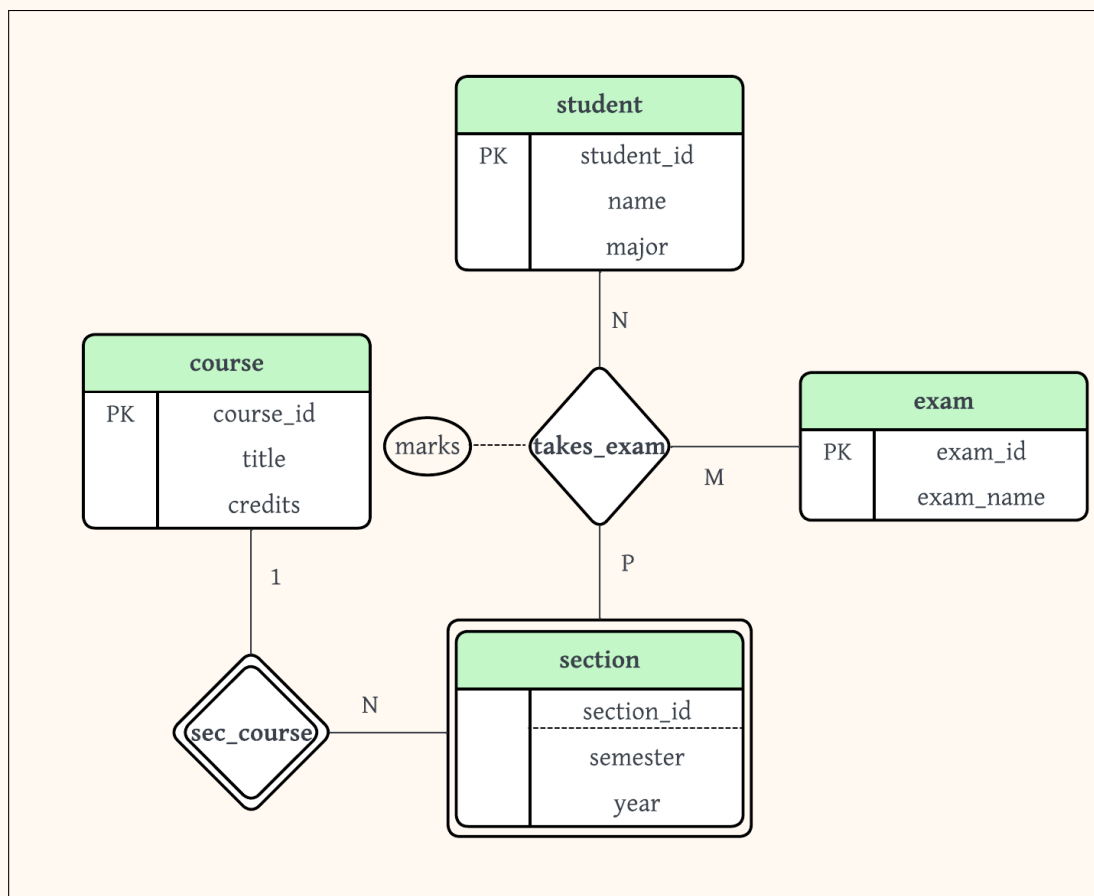 student
PK student_id
name
major
N
course
PK course_id
title
credits
marks
takes_exam
M
exam
PK exam_id
exam_name
1
P
sec_course
N
section
section_id
semester
year